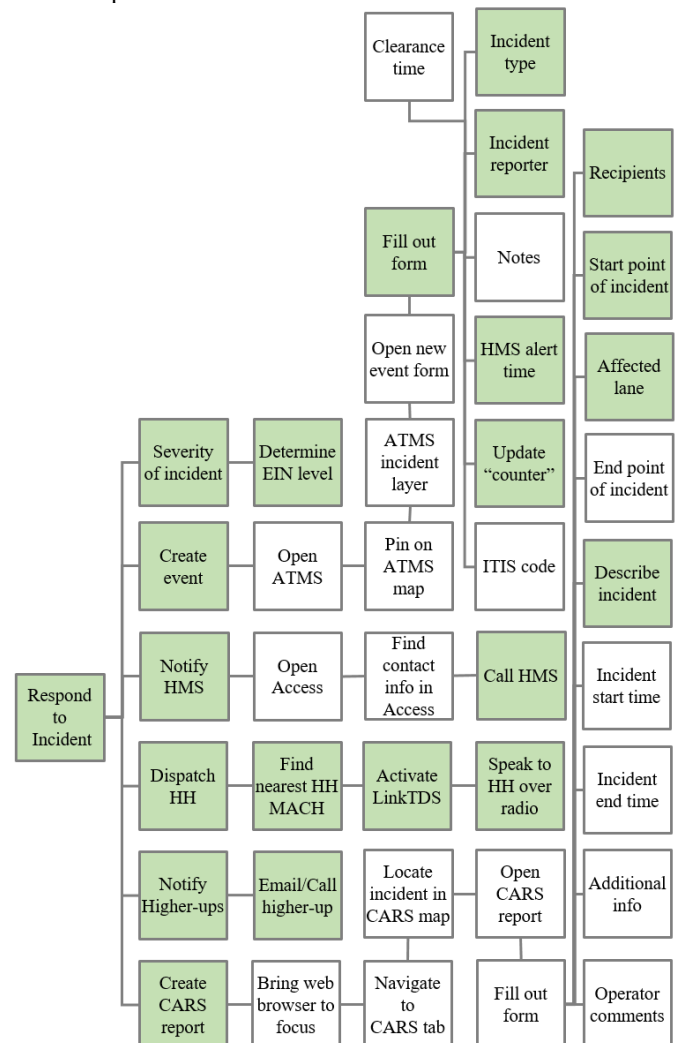 Clearance
time
Incident
type
Incident
reporter
Recipients
Fill out
form
Notes
Start point
of incident
Open new
event form
HMS alert
time
Affected
lane
Severity
of incident
Determine
EIN level
ATMS
incident
layer
Update
“counter”
End point
of incident
Create
event
Open
ATMS
Pin on
ATMS
map
ITIS code
Describe
incident
Respond
to
Incident
Notify
HMS
Open
Access
Find
contact
info in
Access
Call HMS
Incident
start time
Dispatch
HH
Find
nearest HH
MACH
Activate
LinkTDS
Speak to
HH over
radio
Incident
end time
Notify
Higher-ups
Email/Call
higher-up
Locate
incident in
CARS map
Open
CARS
report
Additional
info
Create
CARS
report
Bring web
browser to
focus
Navigate
to
CARS tab
Fill out
form
Operator
comments